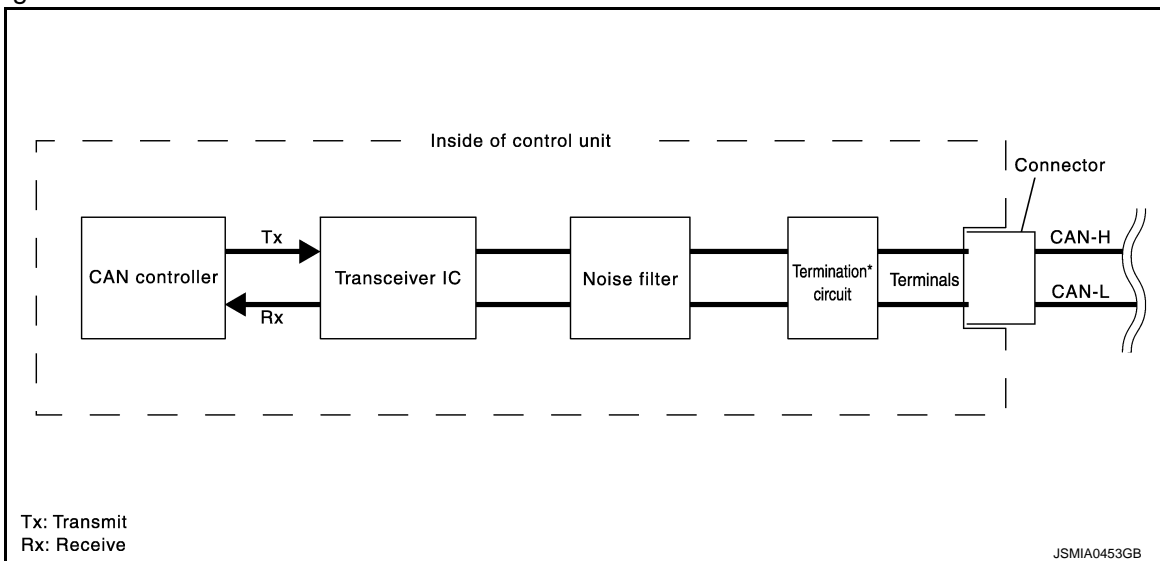 Inside of control unit
Connector
CAN controller
Tx
Rx
Transceiver IC
Noise filter
Termination*
circuit
Terminals
CAN-H
CAN-L
Tx: Transmit
Rx: Receive
JSMIA0453GB